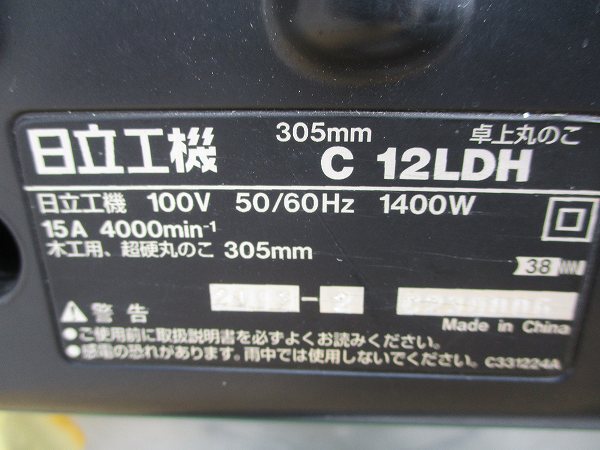 日立工機 305mm 卓上丸のこ
C 12LDH
日立工機 100V 50/60Hz 1400W
15A 4000min⁻¹
木工用、超硬丸のこ 305mm
38
警告
Made in China
●ご使用前に取扱説明書を必ずよくお読みください。
●感電の恐れがあります。雨中では使用しないでください。 C331224A